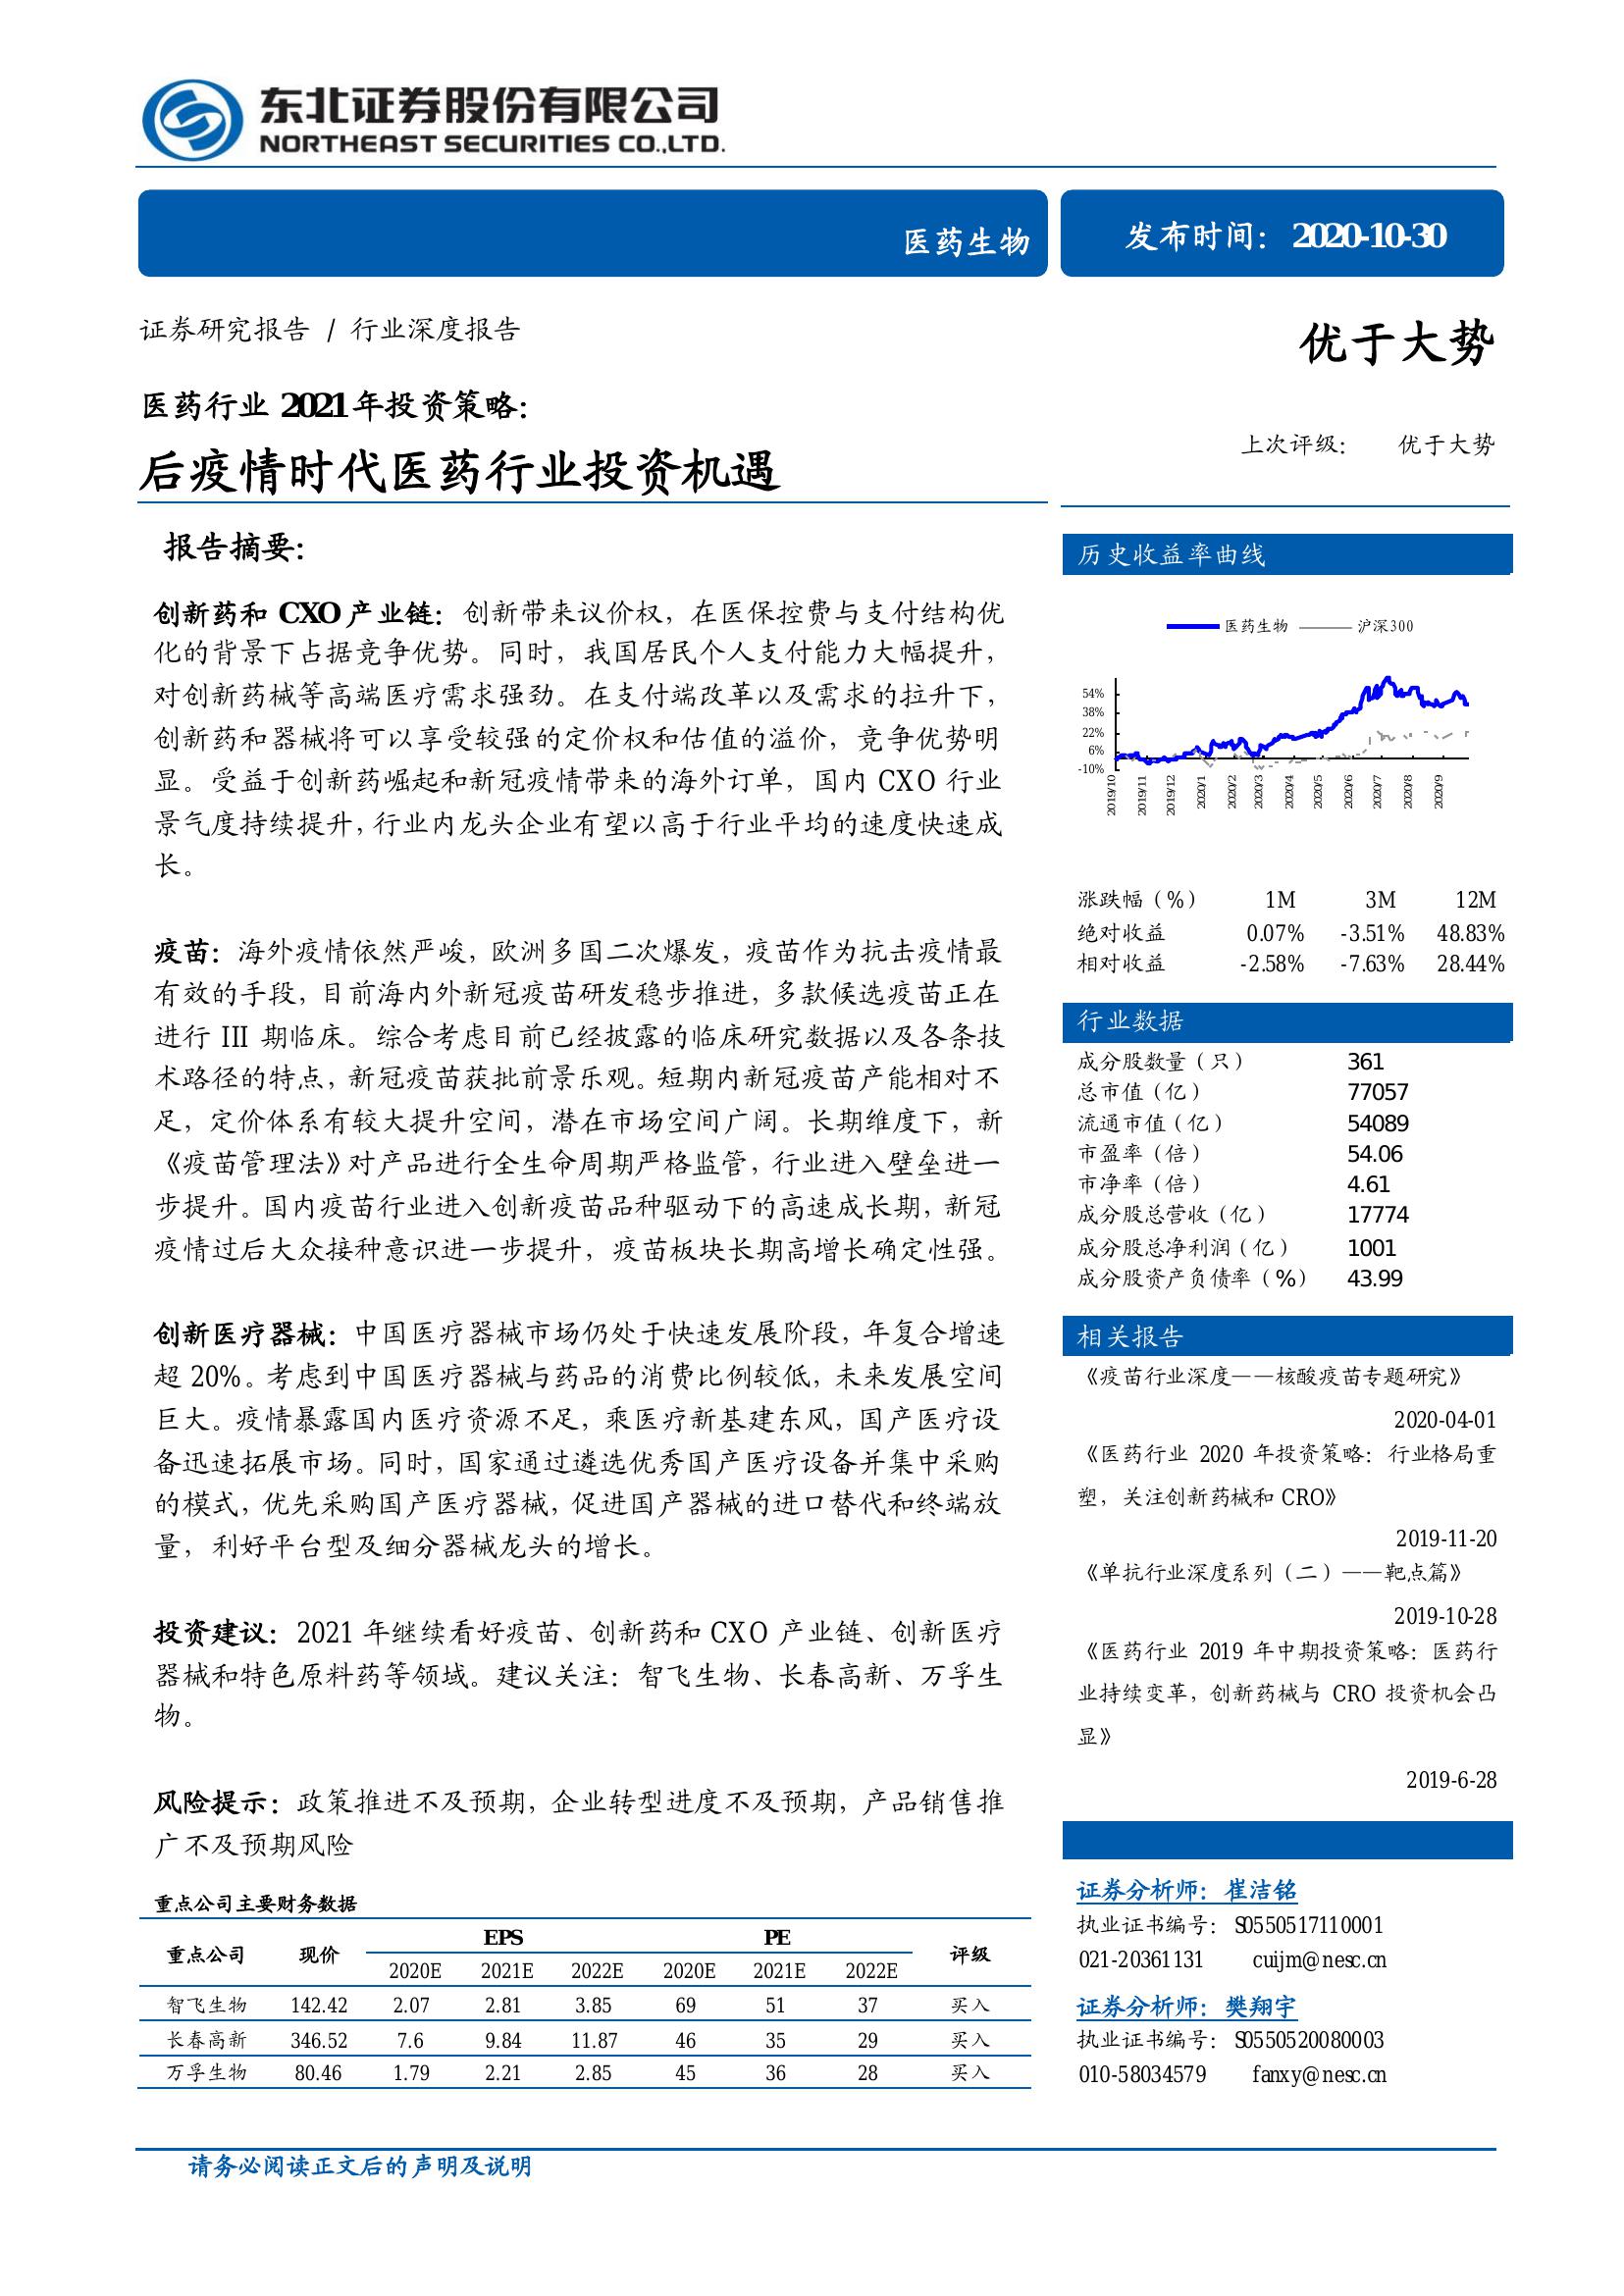 东北证券股份有限公司
NORTHEAST SECURITIES CO.,LTD.
医药生物
发布时间：2020-10-30
证券研究报告 / 行业深度报告
医药行业 2021 年投资策略：
后疫情时代医药行业投资机遇
优于大势
上次评级： 优于大势
报告摘要：
创新药和 CXO 产业链：创新带来议价权，在医保控费与支付结构优
化的背景下占据竞争优势。同时，我国居民个人支付能力大幅提升，
对创新药械等高端医疗需求强劲。在支付端改革以及需求的拉升下，
创新药和器械将可以享受较强的定价权和估值的溢价，竞争优势明
显。受益于创新药崛起和新冠疫情带来的海外订单，国内 CXO 行业
景气度持续提升，行业内龙头企业有望以高于行业平均的速度快速成
长。
疫苗：海外疫情依然严峻，欧洲多国二次爆发，疫苗作为抗击疫情最
有效的手段，目前海内外新冠疫苗研发稳步推进，多款候选疫苗正在
进行 III 期临床。综合考虑目前已经披露的临床研究数据以及各条技
术路径的特点，新冠疫苗获批前景乐观。短期内新冠疫苗产能相对不
足，定价体系有较大提升空间，潜在市场空间广阔。长期维度下，新
《疫苗管理法》对产品进行全生命周期严格监管，行业进入壁垒进一
步提升。国内疫苗行业进入创新疫苗品种驱动下的高速成长期，新冠
疫情过后大众接种意识进一步提升，疫苗板块长期高增长确定性强。
创新医疗器械：中国医疗器械市场仍处于快速发展阶段，年复合增速
超 20%。考虑到中国医疗器械与药品的消费比例较低，未来发展空间
巨大。疫情暴露国内医疗资源不足，乘医疗新基建东风，国产医疗设
备迅速拓展市场。同时，国家通过遴选优秀国产医疗设备并集中采购
的模式，优先采购国产医疗器械，促进国产器械的进口替代和终端放
量，利好平台型及细分器械龙头的增长。
投资建议：2021 年继续看好疫苗、创新药和 CXO 产业链、创新医疗
器械和特色原料药等领域。建议关注：智飞生物、长春高新、万孚生
物。
风险提示：政策推进不及预期，企业转型进度不及预期，产品销售推
广不及预期风险
重点公司主要财务数据
重点公司 现价 EPS PE 评级
2020E 2021E 2022E 2020E 2021E 2022E
智飞生物 142.42 2.07 2.81 3.85 69 51 37 买入
长春高新 346.52 7.6 9.84 11.87 46 35 29 买入
万孚生物 80.46 1.79 2.21 2.85 45 36 28 买入
历史收益率曲线
医药生物 沪深300
54%
38%
22%
6%
-10%
2019/10 2019/11 2019/12 2020/1 2020/2 2020/3 2020/4 2020/5 2020/6 2020/7 2020/8 2020/9
涨跌幅（%） 1M 3M 12M
绝对收益 0.07% -3.51% 48.83%
相对收益 -2.58% -7.63% 28.44%
行业数据
成分股数量（只） 361
总市值（亿） 77057
流通市值（亿） 54089
市盈率（倍） 54.06
市净率（倍） 4.61
成分股总营收（亿） 17774
成分股总净利润（亿） 1001
成分股资产负债率（%） 43.99
相关报告
《疫苗行业深度——核酸疫苗专题研究》
2020-04-01
《医药行业 2020 年投资策略：行业格局重
塑，关注创新药械和 CRO》
2019-11-20
《单抗行业深度系列（二）——靶点篇》
2019-10-28
《医药行业 2019 年中期投资策略：医药行
业持续变革，创新药械与 CRO 投资机会凸
显》
2019-6-28
证券分析师：崔洁铭
执业证书编号：S0550517110001
021-20361131 cuijm@nesc.cn
证券分析师：樊翔宇
执业证书编号：S0550520080003
010-58034579 fanxy@nesc.cn
请务必阅读正文后的声明及说明